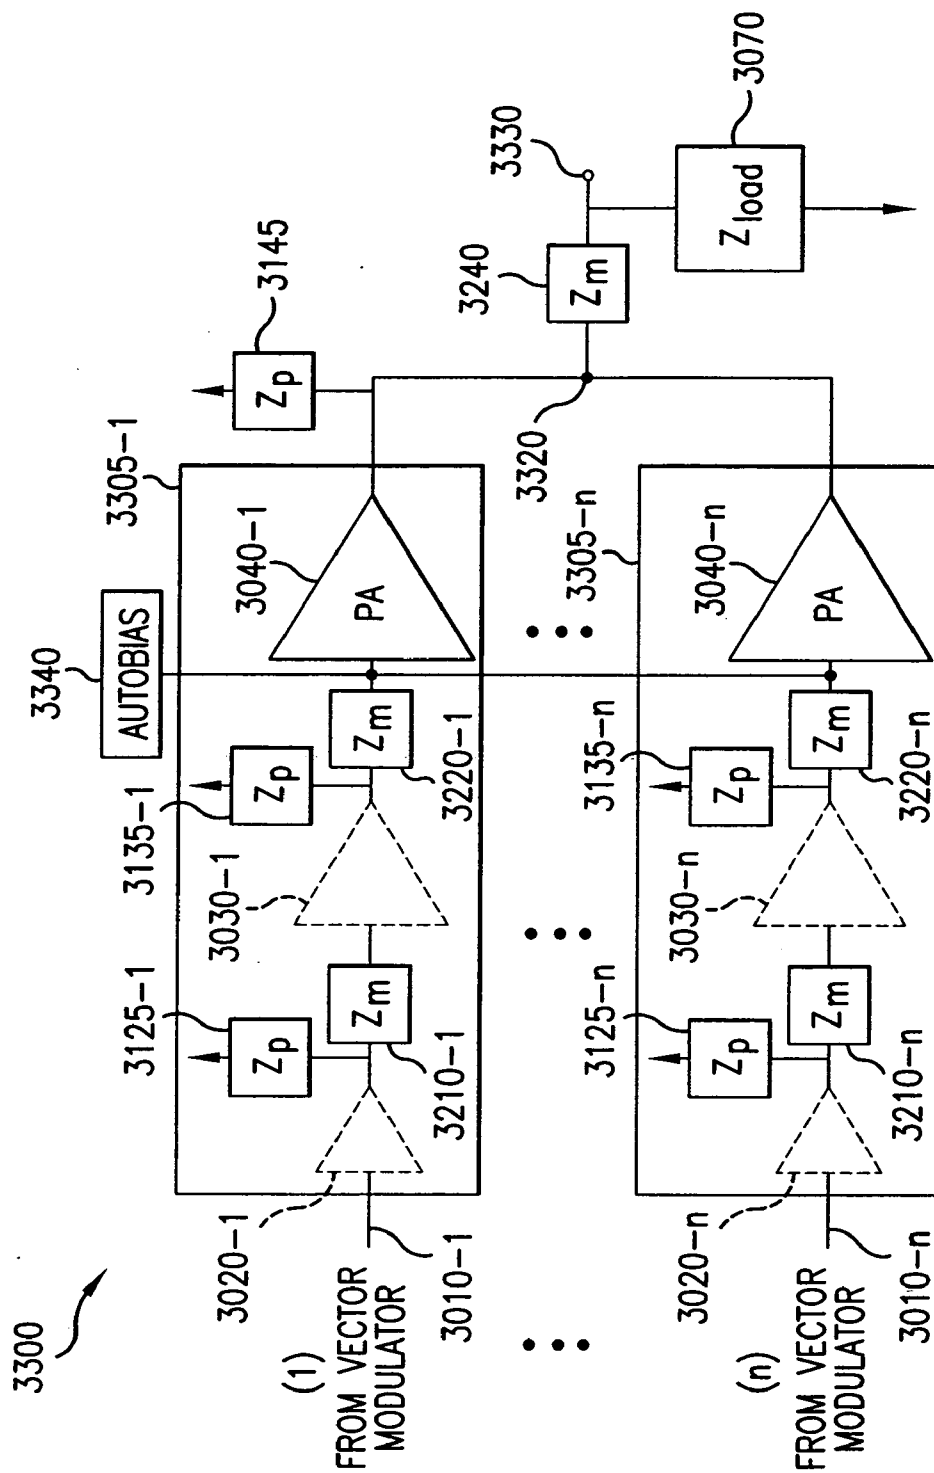 3300
(1)
FROM VECTOR
MODULATOR
3010-1
3020-1
3125-1
Zp
Zm
3210-1
3030-1
3135-1
Zp
Zm
3220-1
3340
AUTOBIAS
3040-1
PA
3305-1
3145
Zp
3320
3240
Zm
3330
Zload
3070
(n)
FROM VECTOR
MODULATOR
3010-n
3020-n
3125-n
Zp
Zm
3210-n
3030-n
3135-n
Zp
Zm
3220-n
3040-n
PA
3305-n